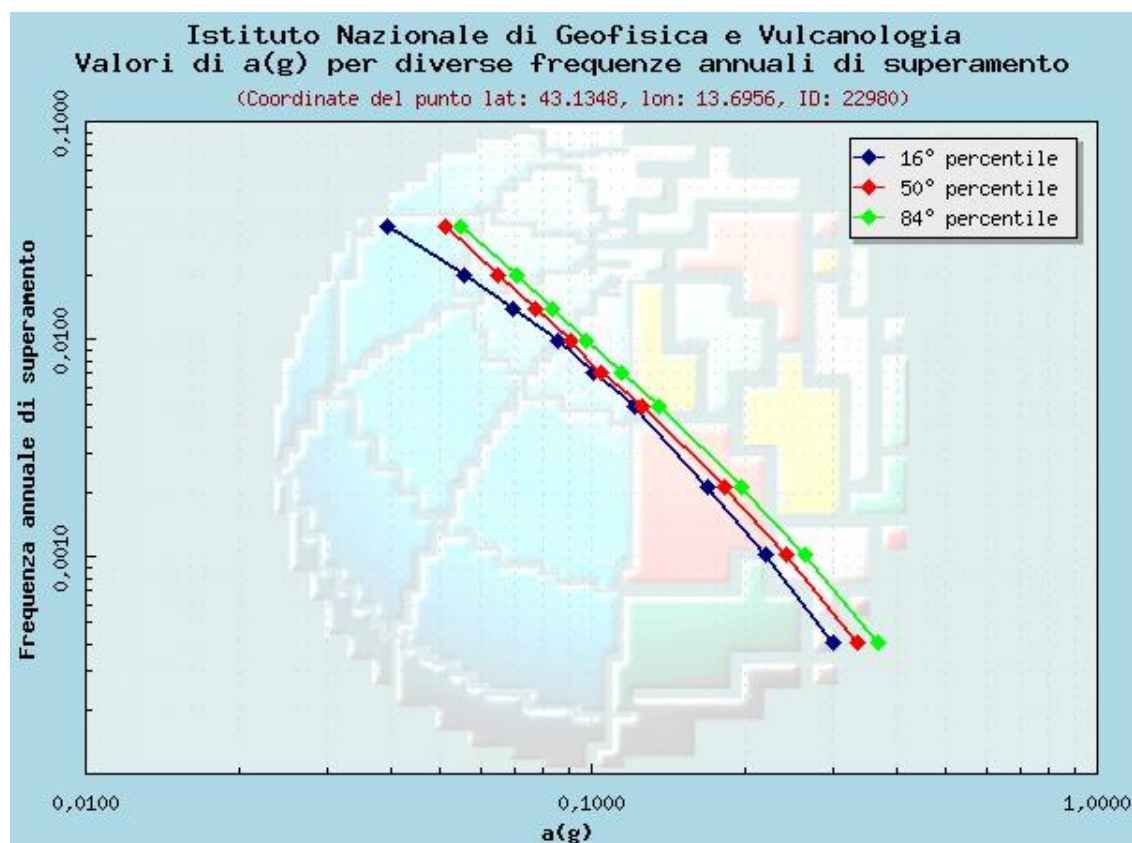 Istituto Nazionale di Geofisica e Vulcanologia
Valori di a(g) per diverse frequenze annuali di superamento
(Coordinate del punto lat: 43.1348, lon: 13.6956, ID: 22980)
16° percentile
50° percentile
84° percentile
Frequenza annuale di superamento
0,1000
0,0100
0,0010
0,0100
0,1000
1,0000
a(g)